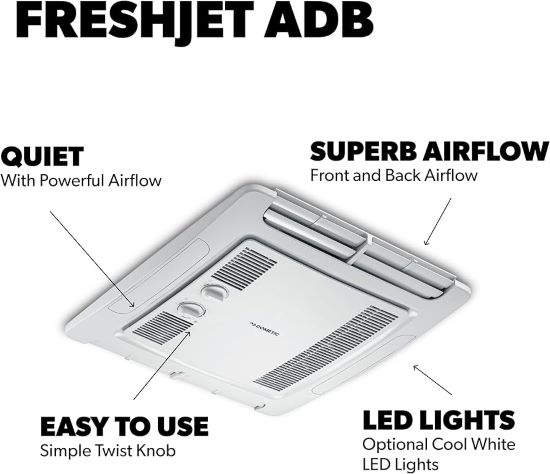 FRESHJET ADB
QUIET
With Powerful Airflow
SUPERB AIRFLOW
Front and Back Airflow
DOMETIC
EASY TO USE
Simple Twist Knob
LED LIGHTS
Optional Cool White
LED Lights